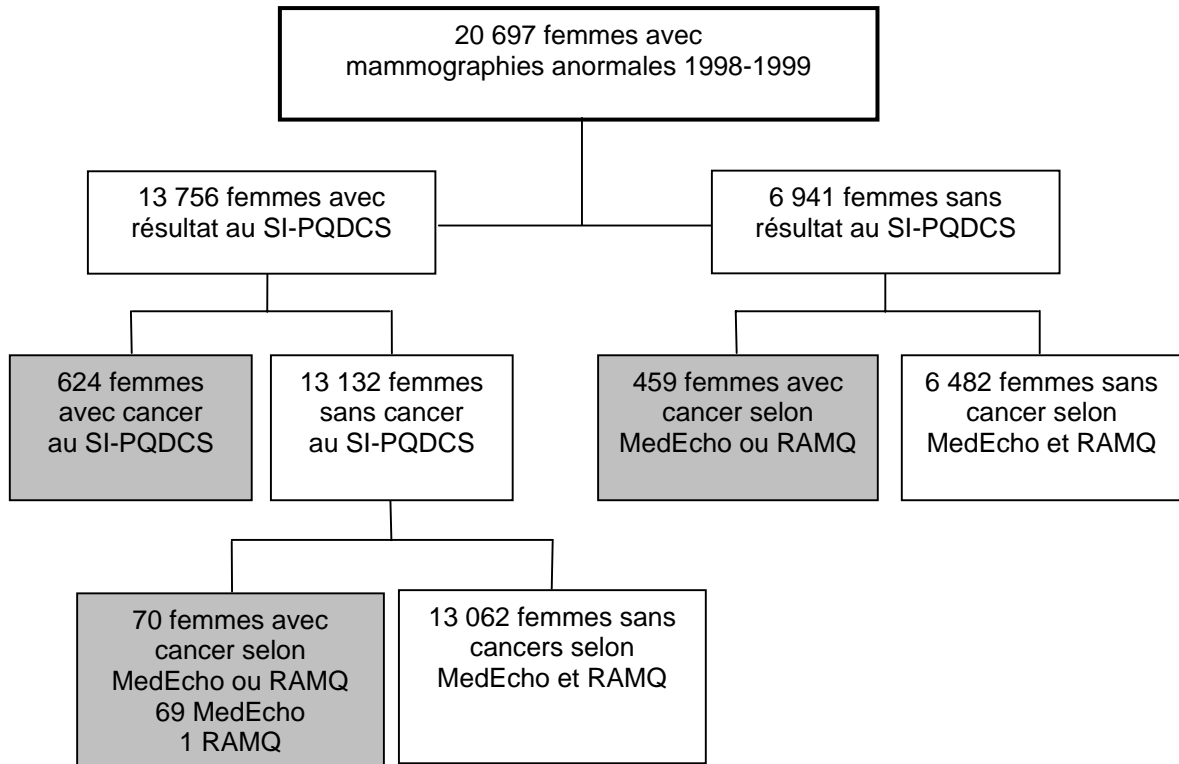 20 697 femmes avec
mammographies anormales 1998-1999
13 756 femmes avec
résultat au SI-PQDCS
6 941 femmes sans
résultat au SI-PQDCS
624 femmes
avec cancer
au SI-PQDCS
13 132 femmes
sans cancer
au SI-PQDCS
459 femmes avec
cancer selon
MedEcho ou RAMQ
6 482 femmes sans
cancer selon
MedEcho et RAMQ
70 femmes avec
cancer selon
MedEcho ou RAMQ
69 MedEcho
1 RAMQ
13 062 femmes sans
cancers selon
MedEcho et RAMQ